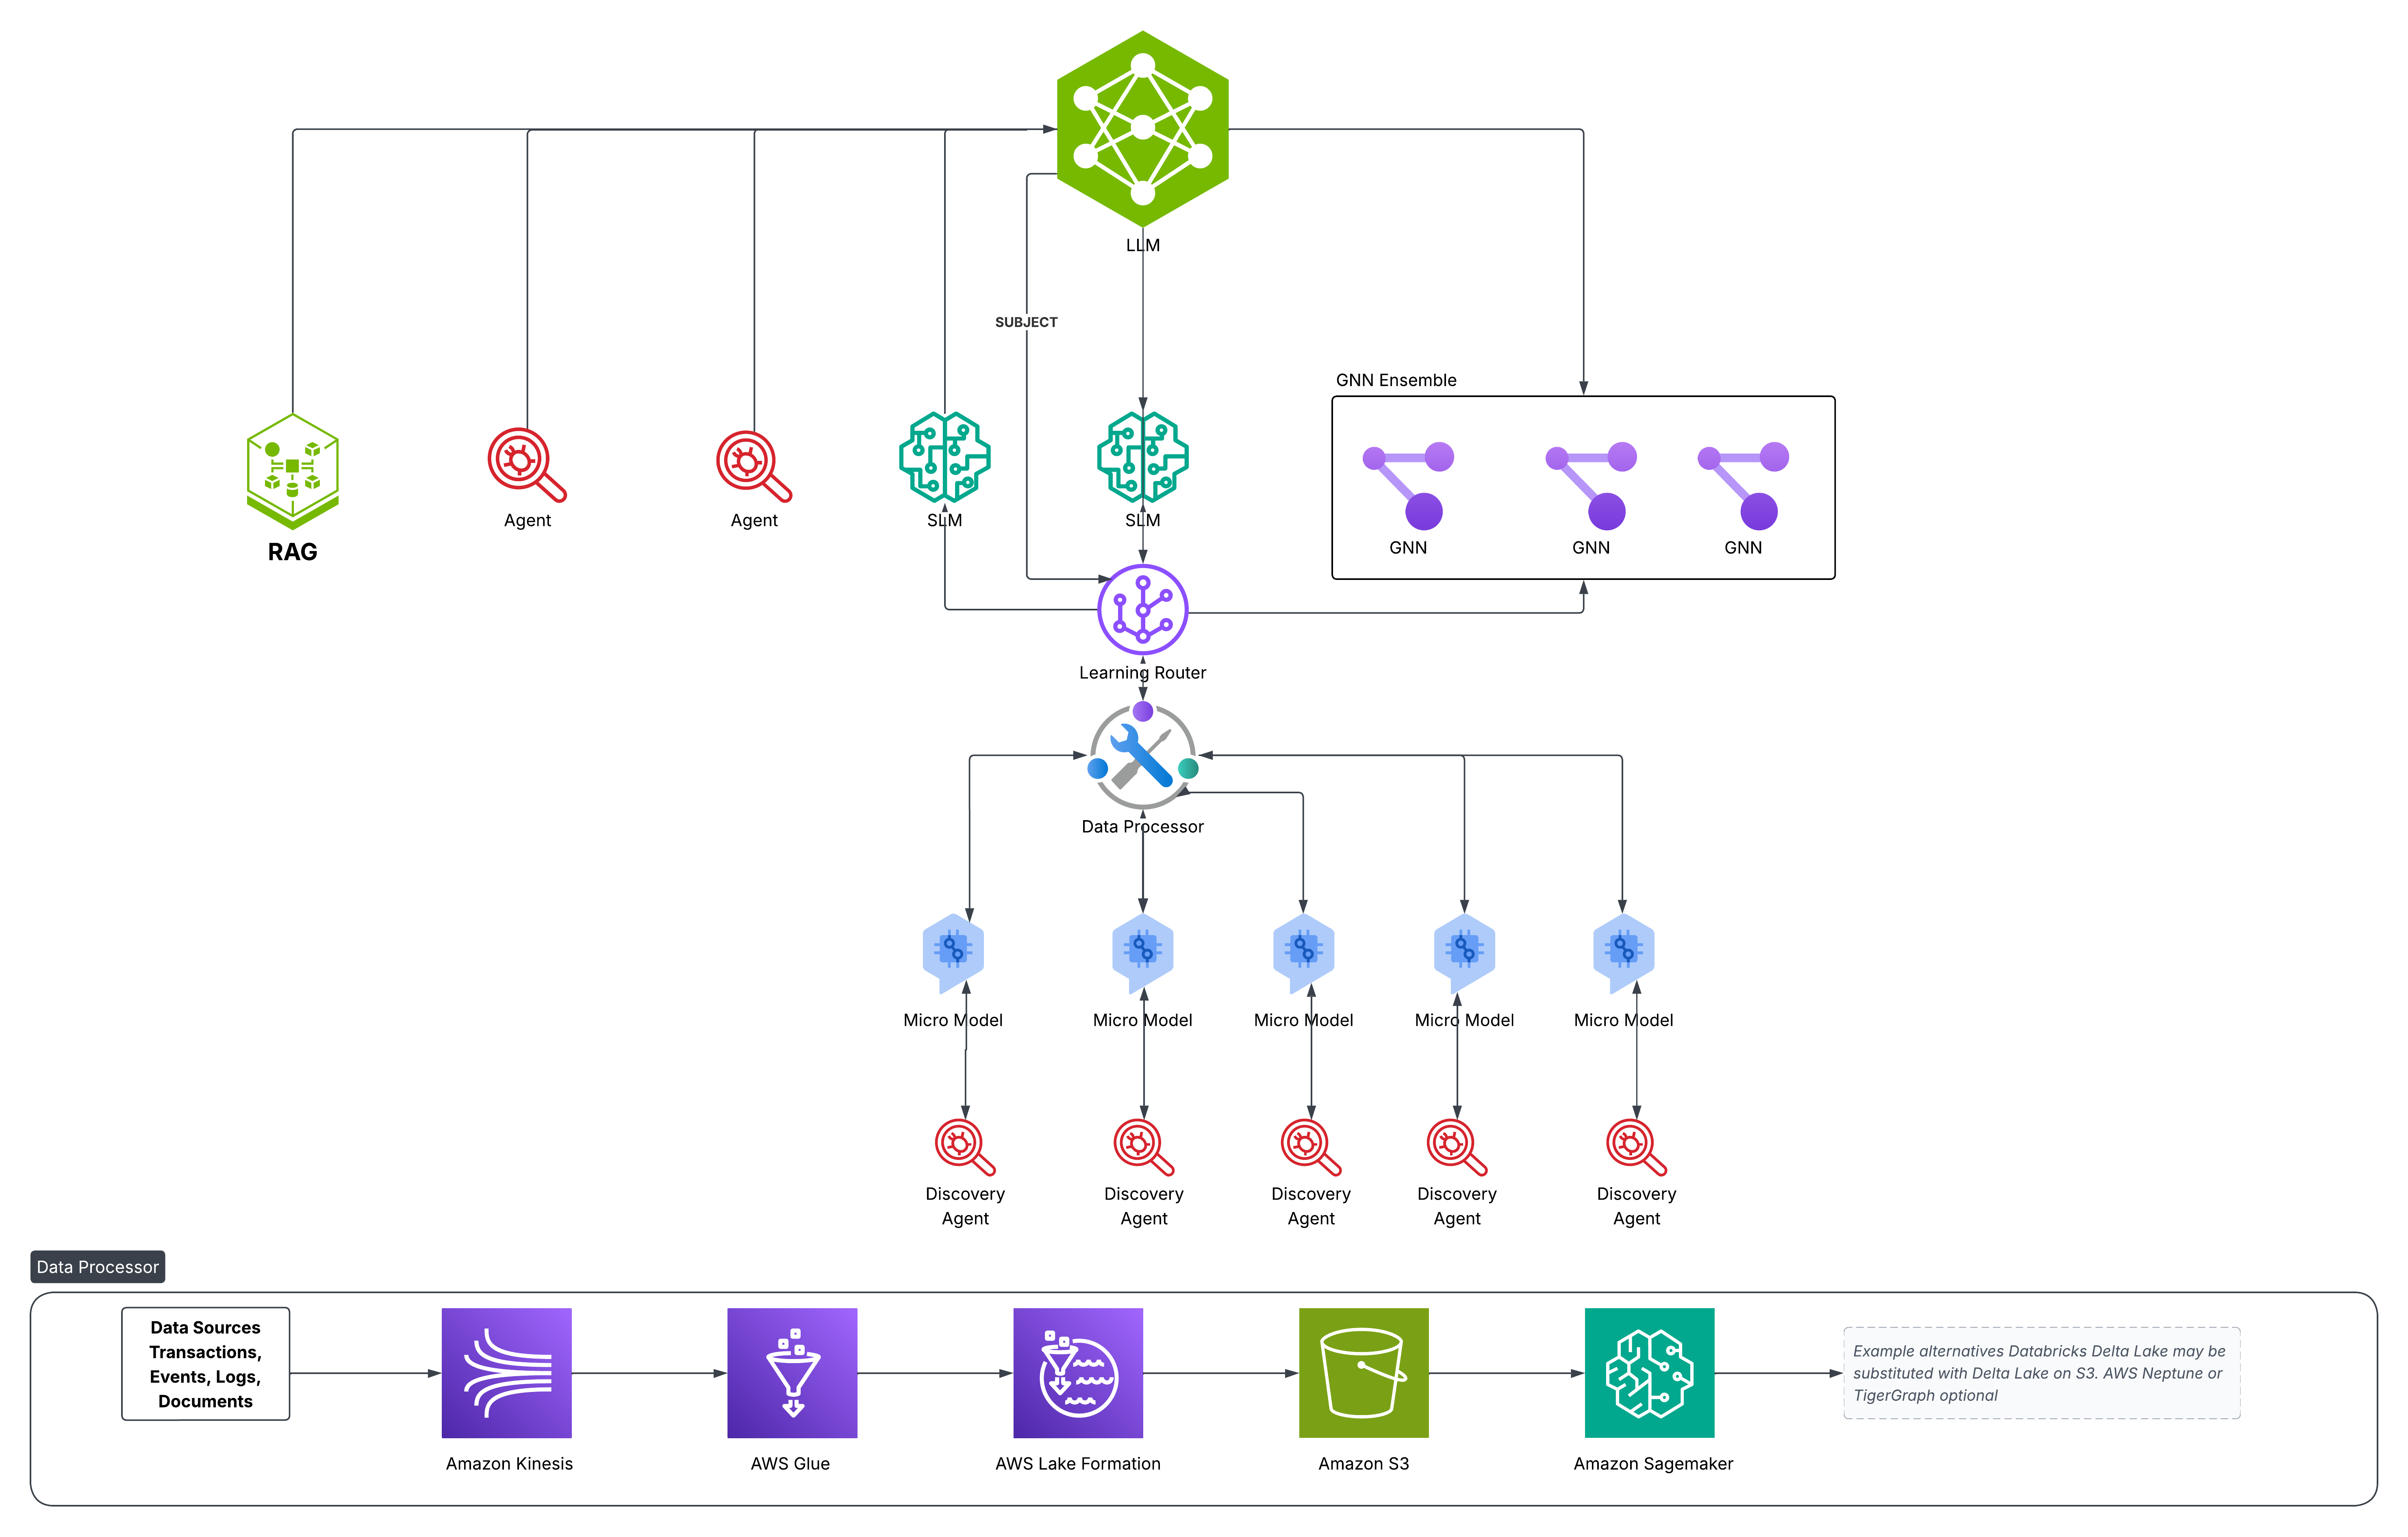 LLM
SUBJECT
GNN Ensemble
RAG
Agent
Agent
SLM
SLM
GNN
GNN
GNN
Learning Router
Data Processor
Micro Model
Micro Model
Micro Model
Micro Model
Micro Model
Discovery
Agent
Discovery
Agent
Discovery
Agent
Discovery
Agent
Discovery
Agent
Data Processor
Data Sources
Transactions,
Events, Logs,
Documents
Amazon Kinesis
AWS Glue
AWS Lake Formation
Amazon S3
Amazon Sagemaker
Example alternatives Databricks Delta Lake may be
substituted with Delta Lake on S3. AWS Neptune or
TigerGraph optional